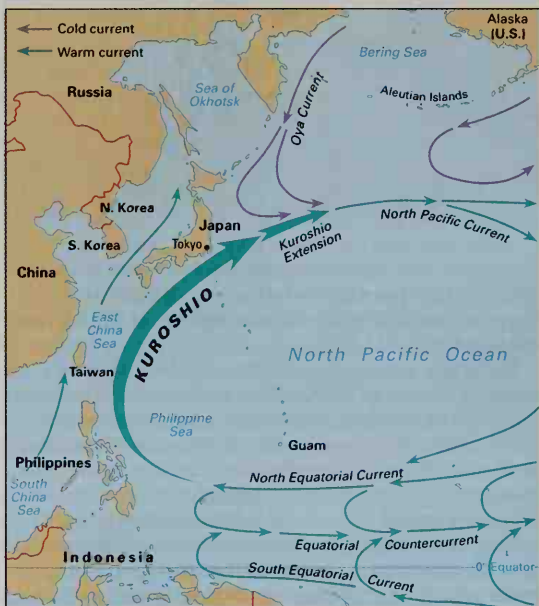 Cold current
Warm current
Alaska
(U.S.)
Bering Sea
Russia
Sea of
Okhotsk
Aleutian Islands
Oya Current
N. Korea
Japan
North Pacific Current
S. Korea
Tokyo
Kuroshio
Extension
China
East
China
Sea
KUROSHIO
North Pacific Ocean
Taiwan
Philippine
Sea
Guam
Philippines
North Equatorial Current
South
China
Sea
Equatorial Countercurrent
Indonesia
South Equatorial Current
0° Equator